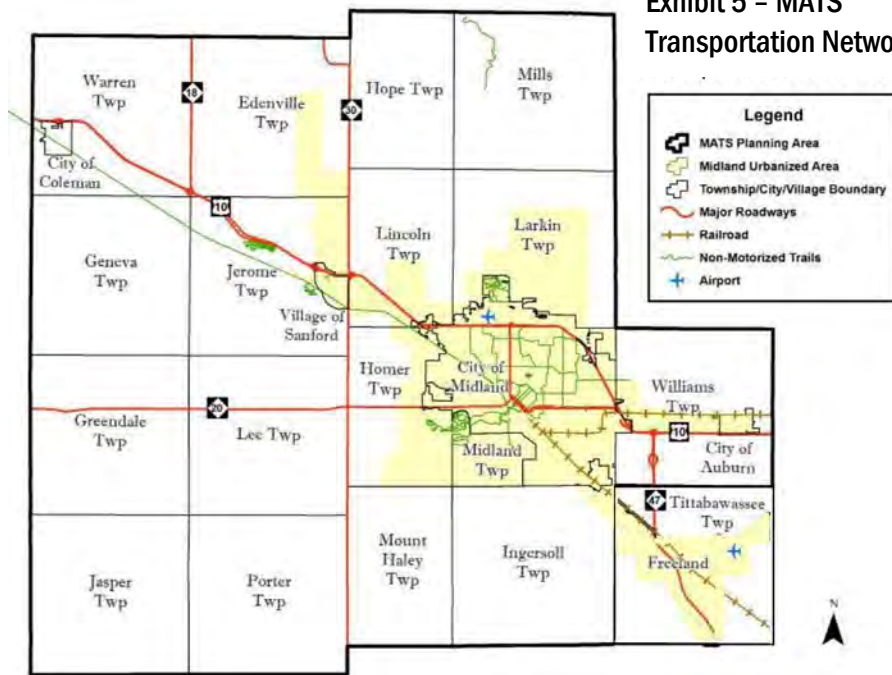 Exhibit 5 – MATS
Transportation Netwo
Legend
MATS Planning Area
Midland Urbanized Area
Township/City/Village Boundary
Major Roadways
Railroad
Non-Motorized Trails
Airport
Warren
Twp
18
Edenville
Twp
30
Hope Twp
Mills
Twp
City of
Coleman
10
Geneva
Twp
Jerome
Twp
Village of
Sanford
Lincoln
Twp
Larkin
Twp
Homer
Twp
City of
Midland
Williams
Twp
Greendale
Twp
20
Lee Twp
Midland
Twp
10
City of
Auburn
47
Tittabawassee
Twp
Freeland
Jasper
Twp
Porter
Twp
Mount
Haley
Twp
Ingersoll
Twp
N